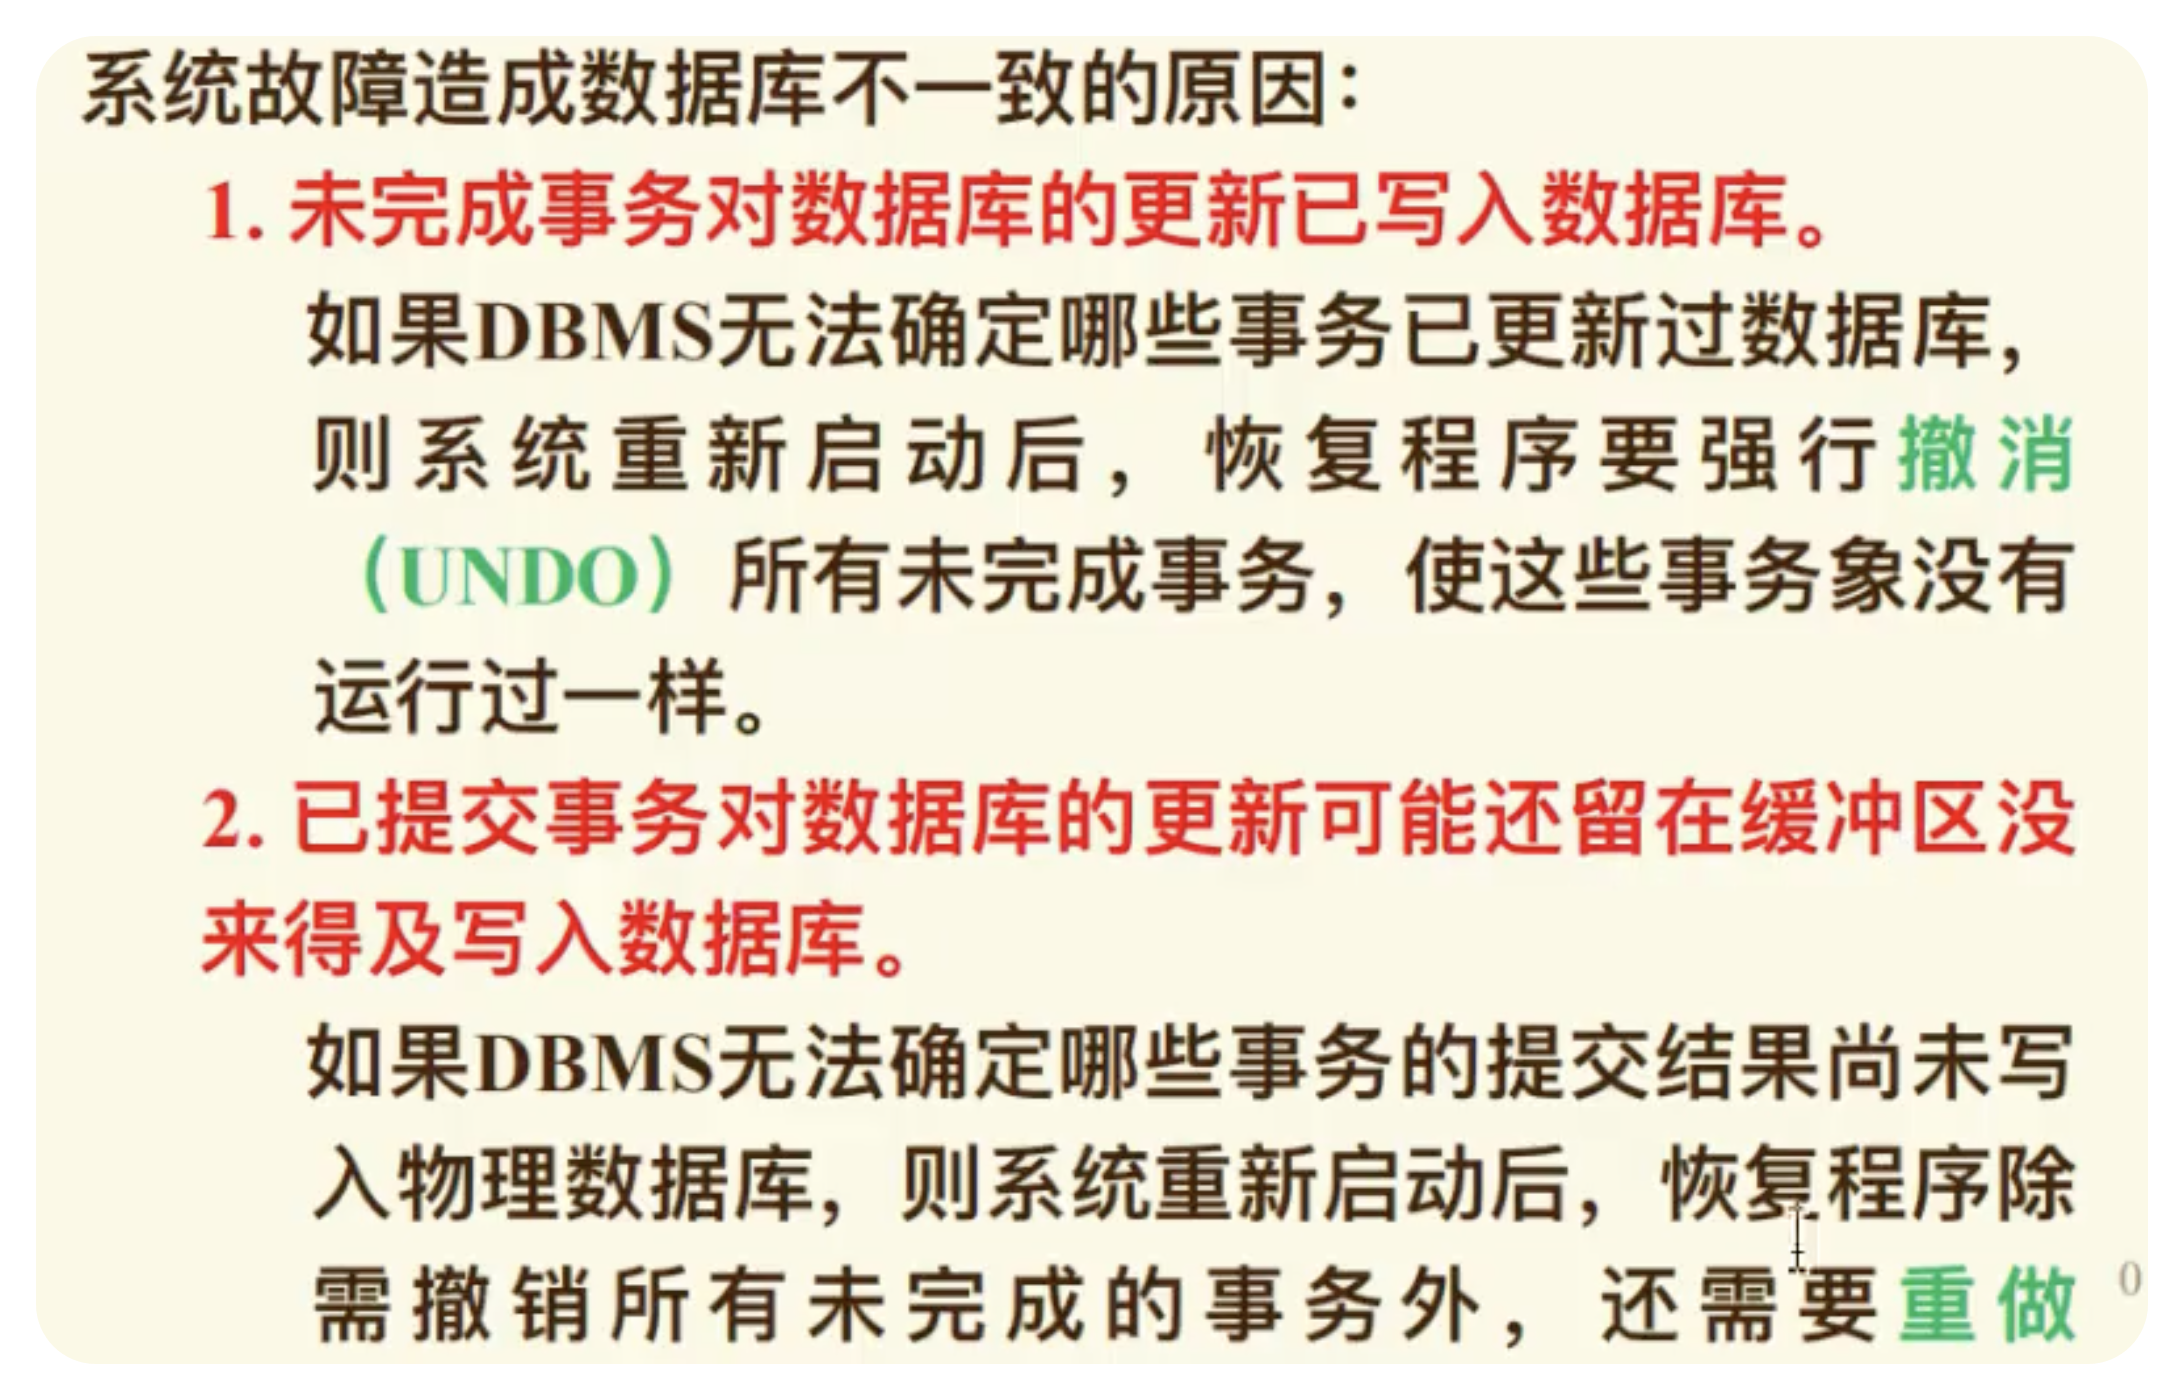 系统故障造成数据库不一致的原因：
1. 未完成事务对数据库的更新已写入数据库。
如果DBMS无法确定哪些事务已更新过数据库，
则系统重新启动后，恢复程序要强行撤消
（UNDO）所有未完成事务，使这些事务象没有
运行过一样。
2. 已提交事务对数据库的更新可能还留在缓冲区没
来得及写入数据库。
如果DBMS无法确定哪些事务的提交结果尚未写
入物理数据库，则系统重新启动后，恢复程序除
需撤销所有未完成的事务外，还需要重做
0